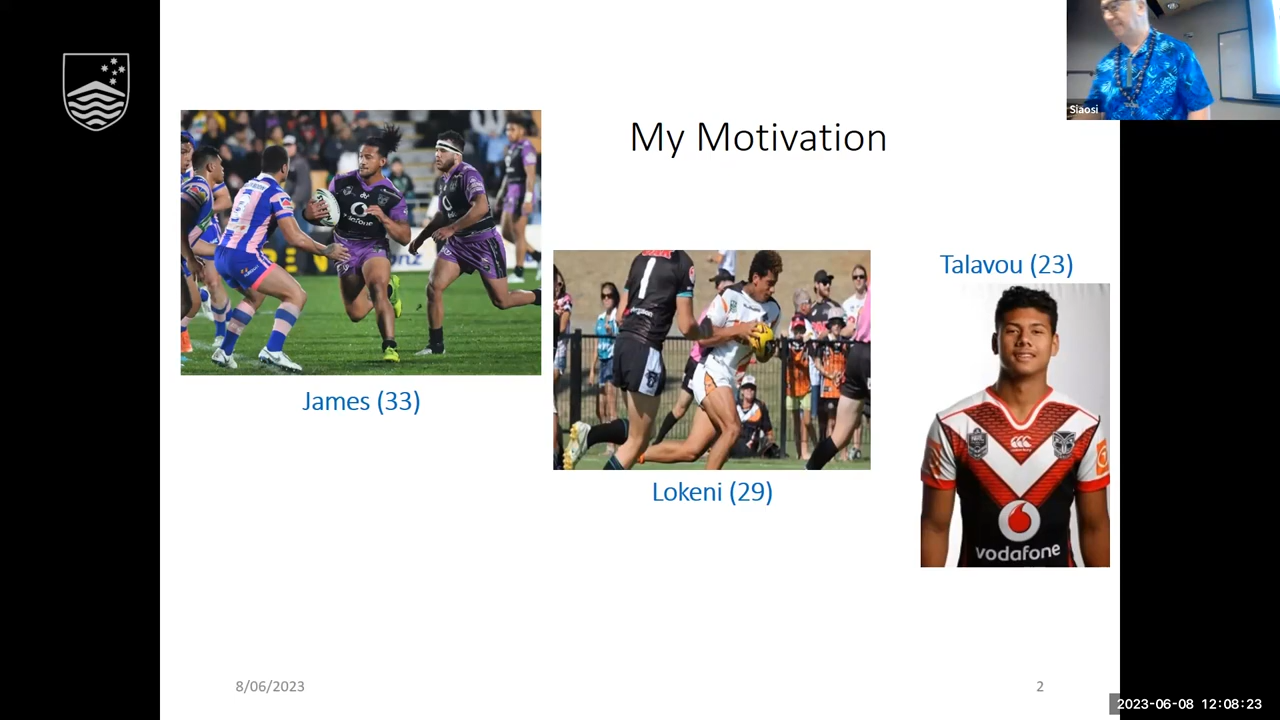 Siaosi
My Motivation
James (33)
Lokeni (29)
Talavou (23)
vodafone
vodafone
8/06/2023
2
2023-06-08 12:08:23